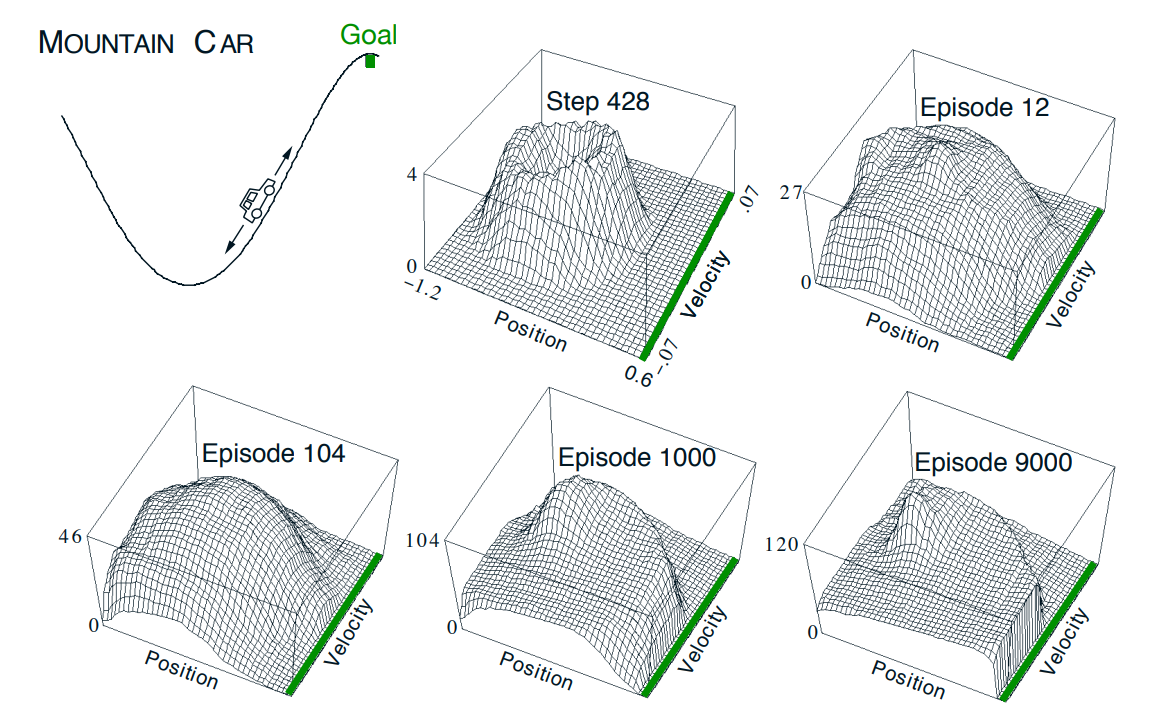 MOUNTAIN CAR
Goal
Step 428
4
0
−1.2
Position
0.6
−.07
Velocity
.07
Episode 12
27
0
Position
Velocity
Episode 104
46
0
Position
Velocity
Episode 1000
104
0
Position
Velocity
Episode 9000
120
0
Position
Velocity